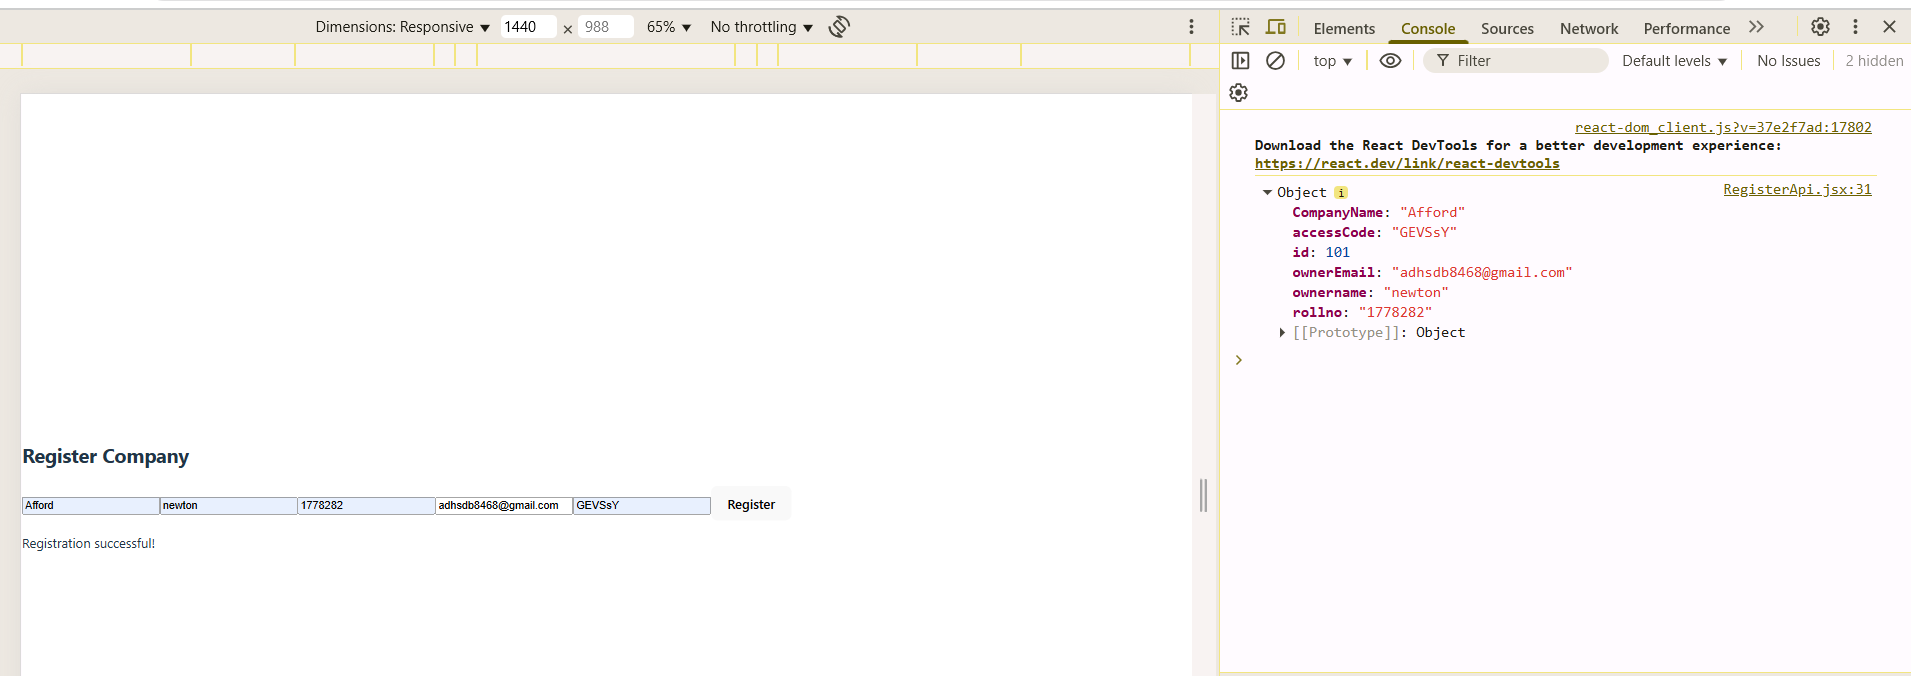 Dimensions: Responsive ▼ 1440 × 988 65% ▼ No throttling ▼
Elements Console Sources Network Performance
top ▼ Filter Default levels ▼ No Issues 2 hidden
react-dom_client.js?v=37e2f7ad:17802
Download the React DevTools for a better development experience:
https://react.dev/link/react-devtools
Object i RegisterApi.jsx:31
CompanyName: "Afford"
accessCode: "GEVSsY"
id: 101
ownerEmail: "adhsdb8468@gmail.com"
ownername: "newton"
rollno: "1778282"
[[Prototype]]: Object
Register Company
Afford newton 1778282 adhsdb8468@gmail.com GEVSsY Register
Registration successful!